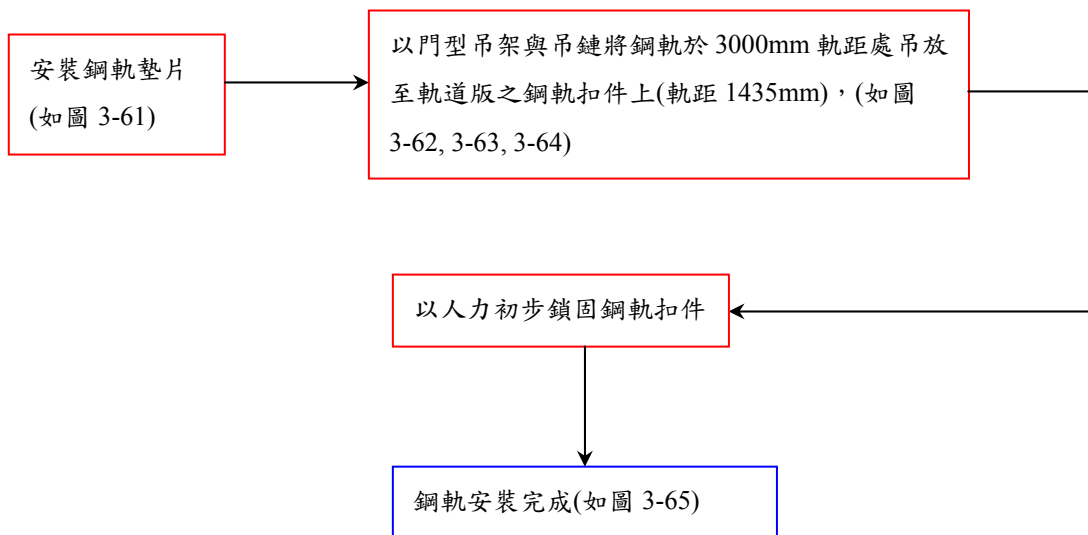 安裝鋼軌墊片
(如圖 3-61)
以門型吊架與吊鏈將鋼軌於 3000mm 軌距處吊放
至軌道版之鋼軌扣件上(軌距 1435mm)，(如圖
3-62, 3-63, 3-64)
以人力初步鎖固鋼軌扣件
鋼軌安裝完成(如圖 3-65)